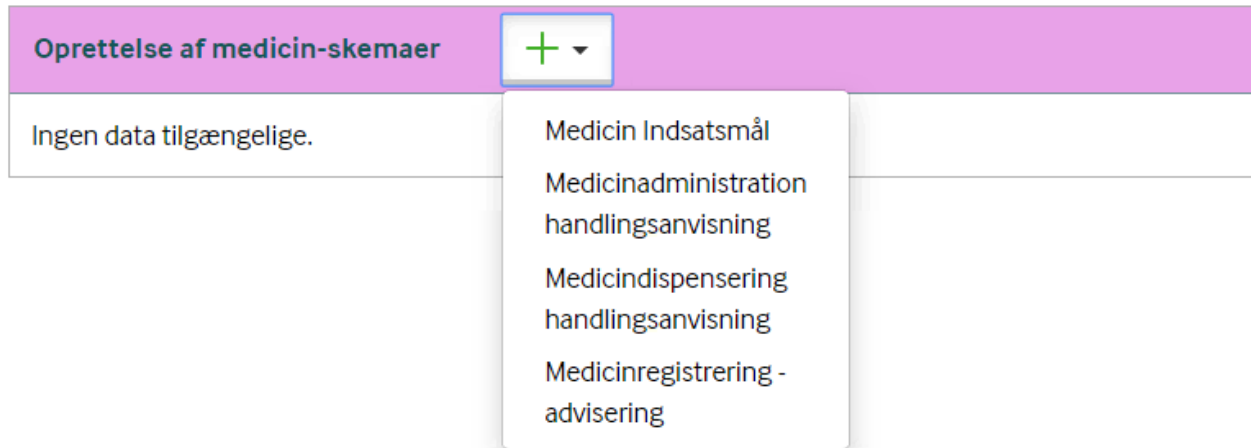 Oprettelse af medicin-skemaer
Ingen data tilgængelige.
Medicin Indsatsmål
Medicinadministration
handlingsanvisning
Medicindispensering
handlingsanvisning
Medicinregistrering -
advisering